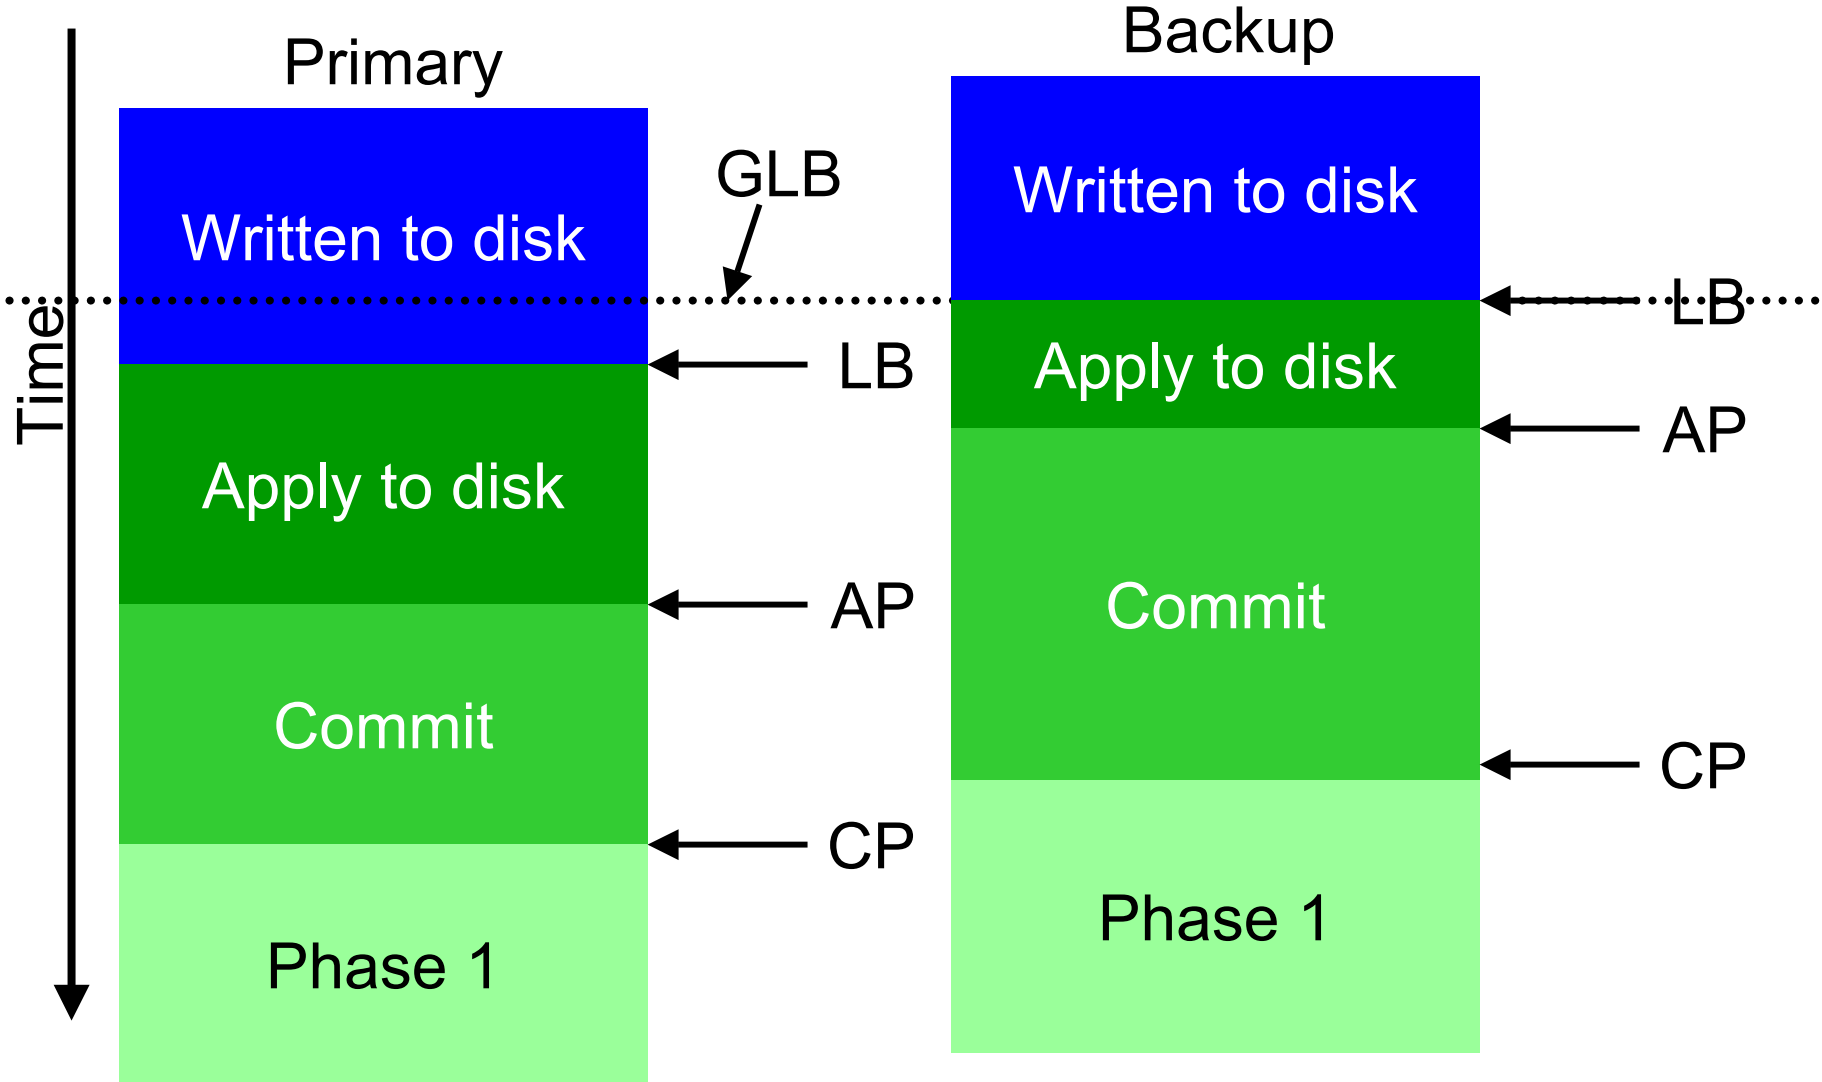 Primary
Backup
Time
GLB
Written to disk
LB
Apply to disk
AP
Commit
CP
Phase 1
Written to disk
LB
Apply to disk
AP
Commit
CP
Phase 1